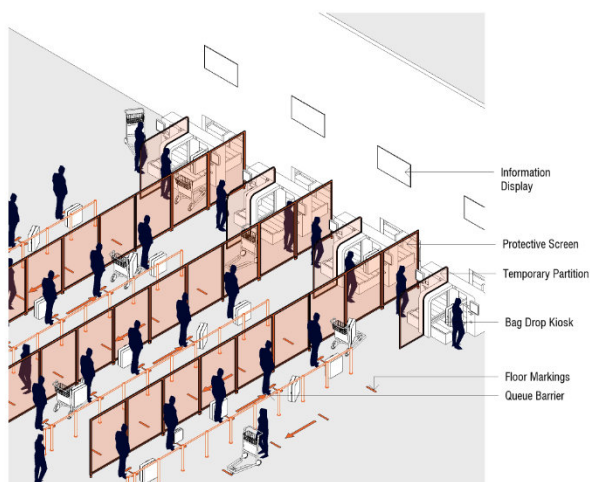 Information
Display
Protective Screen
Temporary Partition
Bag Drop Kiosk
Floor Markings
Queue Barrier